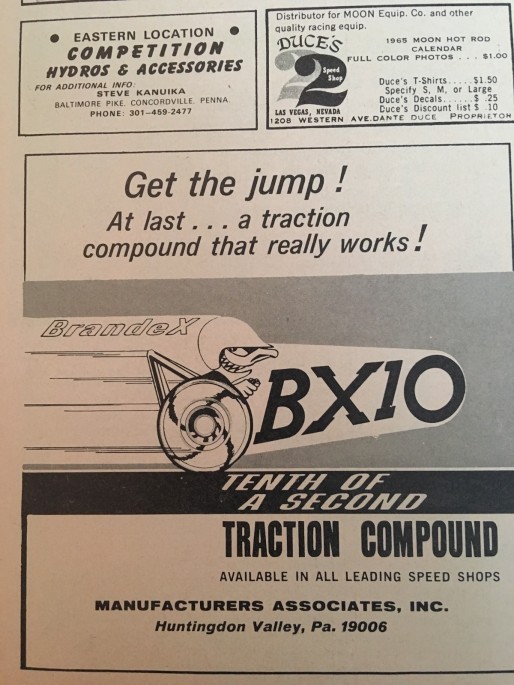 EASTERN LOCATION
COMPETITION
HYDROS & ACCESSORIES
FOR ADDITIONAL INFO:
STEVE KANUIKA
BALTIMORE PIKE, CONCORDVILLE, PENNA.
PHONE: 301-459-2477
Distributor for MOON Equip. Co. and other
quality racing equip.
DUCE'S
2
Speed
Shop
LAS VEGAS, NEVADA
1965 MOON HOT ROD
CALENDAR
FULL COLOR PHOTOS . . . $1.00
Duce's T-Shirts.....$1.50
Specify S, M, or Large
Duce's Decals.....$ .25
Duce's Discount list $ .10
1208 WESTERN AVE. DANTE DUCE PROPRIETOR
Get the jump !
At last . . . a traction
compound that really works !
BrandeX
BX10
TENTH OF
A SECOND
TRACTION COMPOUND
AVAILABLE IN ALL LEADING SPEED SHOPS
MANUFACTURERS ASSOCIATES, INC.
Huntingdon Valley, Pa. 19006